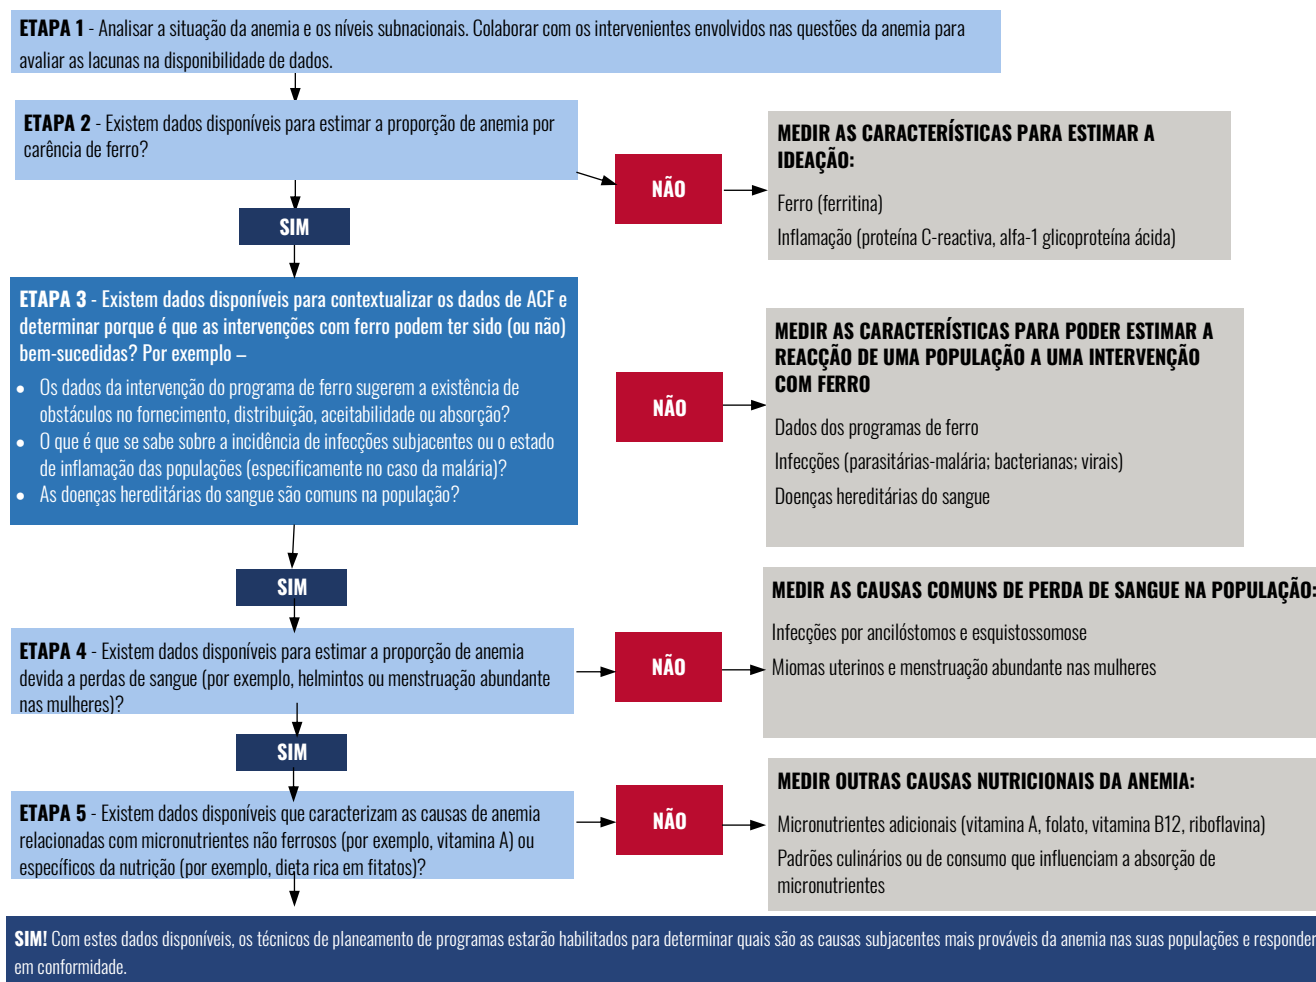 ETAPA 1 - Analisar a situação da anemia e os níveis subnacionais. Colaborar com os intervenientes envolvidos nas questões da anemia para
avaliar as lacunas na disponibilidade de dados.
ETAPA 2 - Existem dados disponíveis para estimar a proporção de anemia por
carência de ferro?
NÃO
MEDIR AS CARACTERÍSTICAS PARA ESTIMAR A
IDEAÇÃO:
Ferro (ferritina)
Inflamação (proteína C-reactiva, alfa-1 glicoproteína ácida)
SIM
ETAPA 3 - Existem dados disponíveis para contextualizar os dados de ACF e
determinar porque é que as intervenções com ferro podem ter sido (ou não)
bem-sucedidas? Por exemplo –
• Os dados da intervenção do programa de ferro sugerem a existência de
obstáculos no fornecimento, distribuição, aceitabilidade ou absorção?
• O que é que se sabe sobre a incidência de infecções subjacentes ou o estado
de inflamação das populações (especificamente no caso da malária)?
• As doenças hereditárias do sangue são comuns na população?
NÃO
MEDIR AS CARACTERÍSTICAS PARA PODER ESTIMAR A
REACÇÃO DE UMA POPULAÇÃO A UMA INTERVENÇÃO
COM FERRO
Dados dos programas de ferro
Infecções (parasitárias-malária; bacterianas; virais)
Doenças hereditárias do sangue
SIM
ETAPA 4 - Existem dados disponíveis para estimar a proporção de anemia
devida a perdas de sangue (por exemplo, helmintos ou menstruação abundante
nas mulheres)?
NÃO
MEDIR AS CAUSAS COMUNS DE PERDA DE SANGUE NA POPULAÇÃO:
Infecções por ancilóstomos e esquistossomose
Miomas uterinos e menstruação abundante nas mulheres
SIM
ETAPA 5 - Existem dados disponíveis que caracterizam as causas de anemia
relacionadas com micronutrientes não ferrosos (por exemplo, vitamina A) ou
específicos da nutrição (por exemplo, dieta rica em fitatos)?
NÃO
MEDIR OUTRAS CAUSAS NUTRICIONAIS DA ANEMIA:
Micronutrientes adicionais (vitamina A, folato, vitamina B12, riboflavina)
Padrões culinários ou de consumo que influenciam a absorção de
micronutrientes
SIM! Com estes dados disponíveis, os técnicos de planeamento de programas estarão habilitados para determinar quais são as causas subjacentes mais prováveis da anemia nas suas populações e responder
em conformidade.